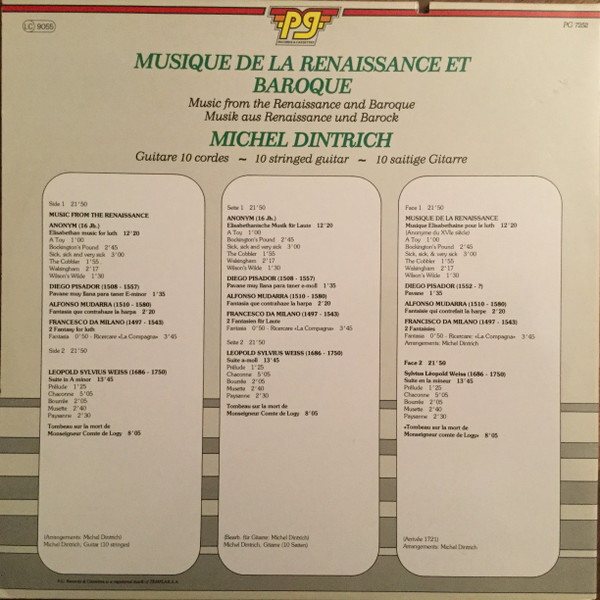 LC 9055
PG
RECORDS & CASSETTES
PG 7252
MUSIQUE DE LA RENAISSANCE ET
BAROQUE
Music from the Renaissance and Baroque
Musik aus Renaissance und Barock
MICHEL DINTRICH
Guitare 10 cordes ~ 10 stringed guitar ~ 10 saitige Gitarre
Side 1 21'50
MUSIC FROM THE RENAISSANCE
ANONYM (16 Jh.)
Elisabethan music for luth 12'20
A Toy 1'00
Bockington's Pound 2'45
Sick, sick and very sick 3'00
The Cobbler 1'55
Walsingham 2'17
Wilson's Wilde 1'30
DIEGO PISADOR (1508 - 1557)
Pavane muy llana para taner E-minor 1'35
ALFONSO MUDARRA (1510 - 1580)
Fantasia que contrahaze la harpa 2'20
FRANCESCO DA MILANO (1497 - 1543)
2 Fantasy for luth
Fantasia 0'50 - Ricercare «La Compagna» 3'45
Side 2 21'50
LEOPOLD SYLVIUS WEISS (1686 - 1750)
Suite in A minor 13'45
Prélude 1'25
Chaconne 5'05
Bourrée 2'05
Musette 2'40
Paysanne 2'30
Tombeau sur la mort de
Monseigneur Comte de Logy 8'05
(Arrangements: Michel Dintrich)
Michel Dintrich, Guitar (10 strings)
Seite 1 21'50
ANONYM (16 Jh.)
Elisabethanische Musik für Laute 12'20
A Toy 1'00
Bockington's Pound 2'45
Sick, sick and very sick 3'00
The Cobbler 1'55
Walsingham 2'17
Wilson's Wilde 1'30
DIEGO PISADOR (1508 - 1557)
Pavane muy llana para taner e-moll 1'35
ALFONSO MUDARRA (1510 - 1580)
Fantasia que contrahaze la harpa 2'20
FRANCESCO DA MILANO (1497 - 1543)
2 Fantasien für Laute
Fantasia 0'50 - Ricercare «La Compagna» 3'45
Seite 2 21'50
LEOPOLD SYLVIUS WEISS (1686 - 1750)
Suite a-moll 13'45
Prélude 1'25
Chaconne 5'05
Bourrée 2'05
Musette 2'40
Paysanne 2'30
Tombeau sur la mort de
Monseigneur Comte de Logy 8'05
(Bearb. für Gitarre: Michel Dintrich)
Michel Dintrich, Gitarre (10 Saiten)
Face 1 21'50
MUSIQUE DE LA RENAISSANCE
Musique Elisabethaine pour le luth 12'20
(Anonyme du XVIe siècle)
A Toy 1'00
Bockington's Pound 2'45
Sick, sick, & very sick 3'00
The Cobbler 1'55
Walsingham 2'17
Wilson's Wilde 1'30
DIEGO PISADOR (1552 - ?)
Pavane 1'35
ALFONSO MUDARRA (1510 - 1580)
Fantaisie qui contrefait la harpe 2'20
FRANCISCO DA MILANO (1497 - 1543)
2 Fantaisies
Fantasia 0'50 - Ricercare «La Compagna» 3'45
Arrangements: Michel Dintrich
Face 2 21'50
Sylvius Léopold Weiss (1686 - 1750)
Suite en la mineur 13'45
Prélude 1'25
Chaconne 5'05
Bourrée 2'05
Musette 2'40
Paysanne 2'30
«Tombeau sur la mort de
Monseigneur comte de Logy» 8'05
(Arrivée 1721)
Arrangements: Michel Dintrich